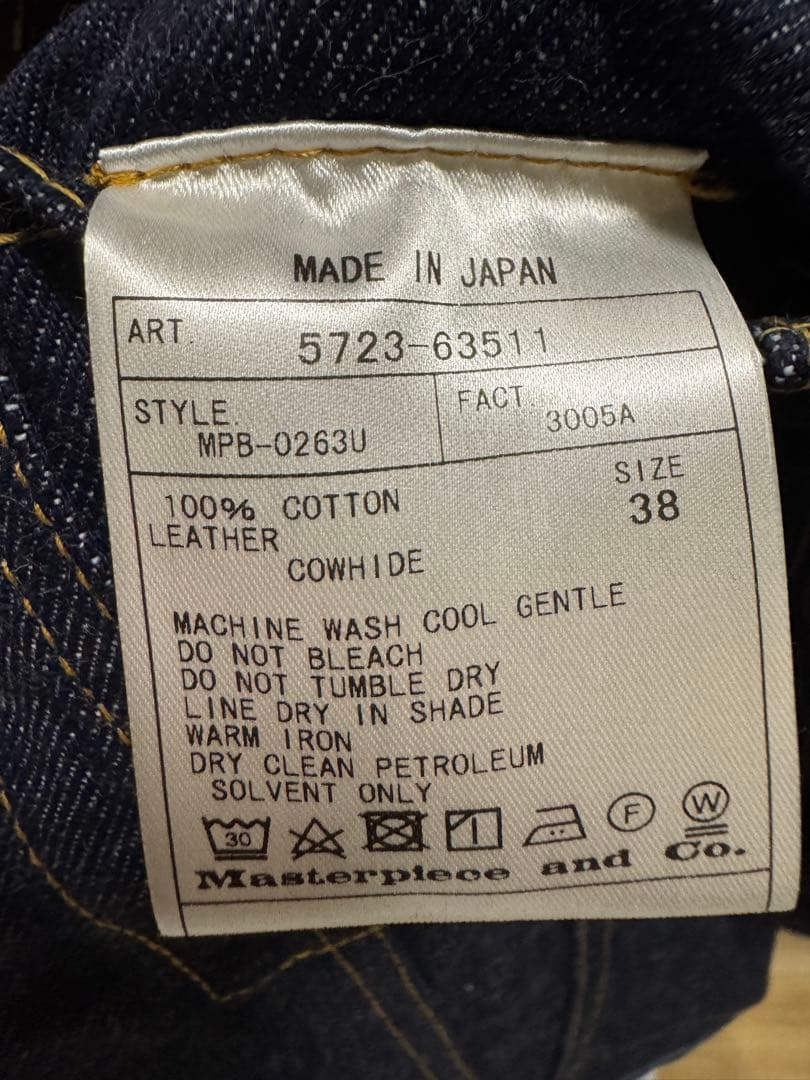 MADE IN JAPAN
ART. 5723-63511
STYLE. FACT.
MPB-0263U 3005A
SIZE
100% COTTON 38
LEATHER
COWHIDE
MACHINE WASH COOL GENTLE
DO NOT BLEACH
DO NOT TUMBLE DRY
LINE DRY IN SHADE
WARM IRON
DRY CLEAN PETROLEUM
SOLVENT ONLY
30 F W
Masterpiece and Co.